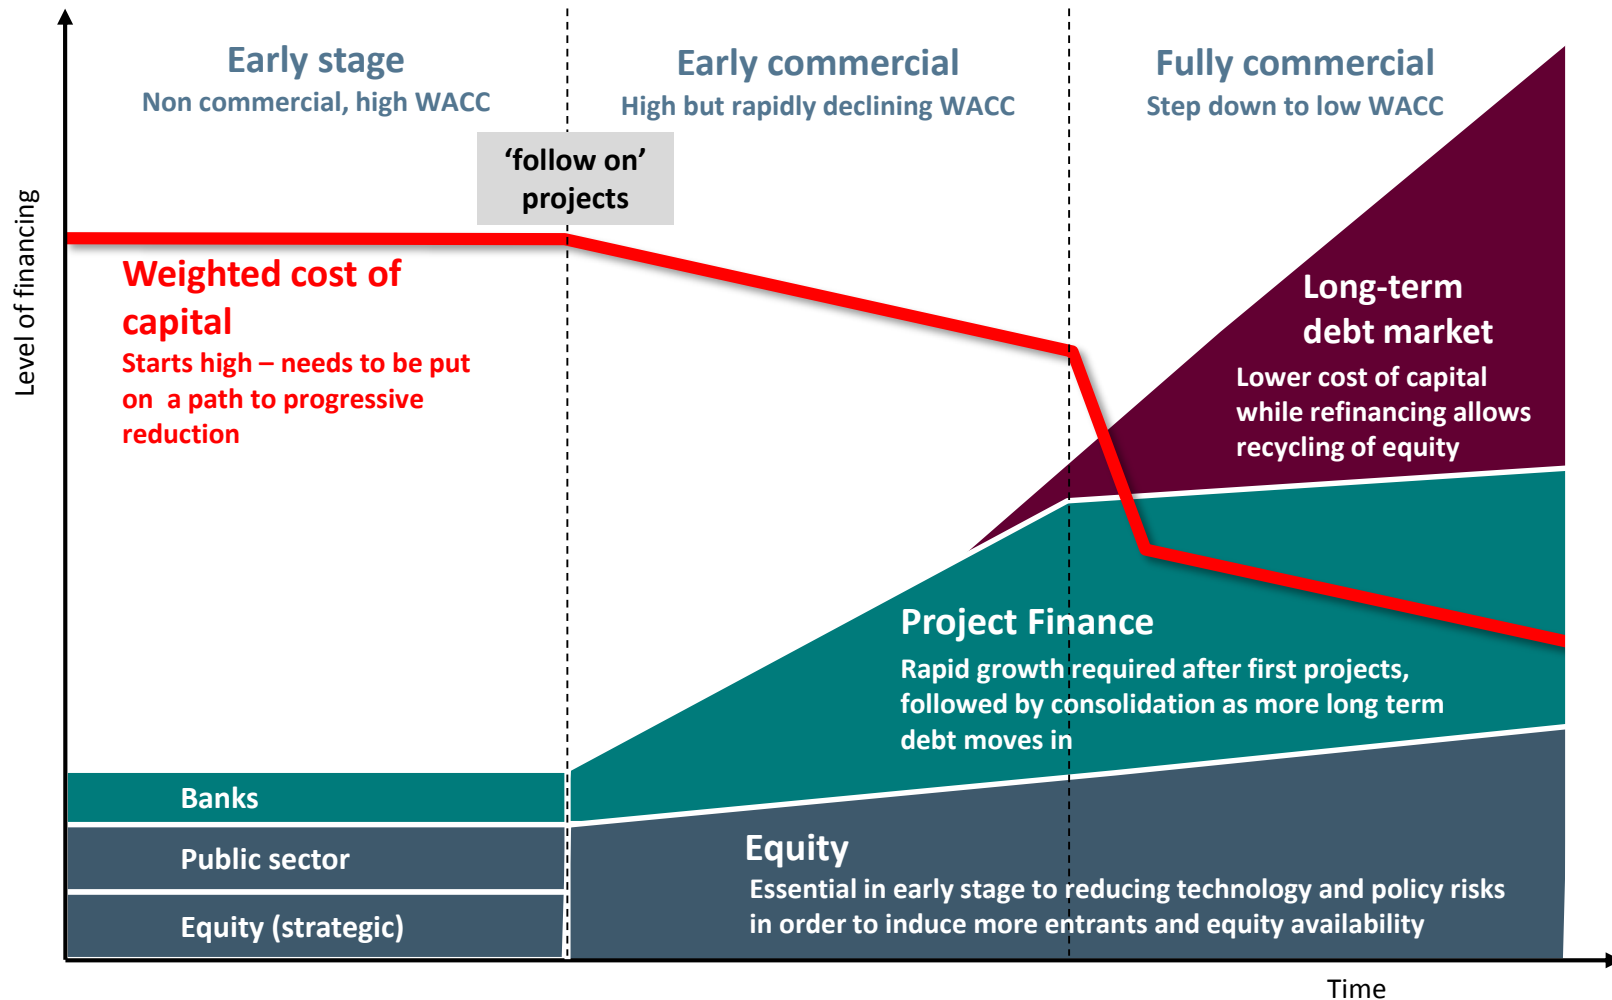 Early stage
Non commercial, high WACC
Early commercial
High but rapidly declining WACC
Fully commercial
Step down to low WACC
‘follow on’
projects
Level of financing
Weighted cost of
capital
Starts high – needs to be put
on a path to progressive
reduction
Long-term
debt market
Lower cost of capital
while refinancing allows
recycling of equity
Project Finance
Rapid growth required after first projects,
followed by consolidation as more long term
debt moves in
Banks
Public sector
Equity (strategic)
Equity
Essential in early stage to reducing technology and policy risks
in order to induce more entrants and equity availability
Time